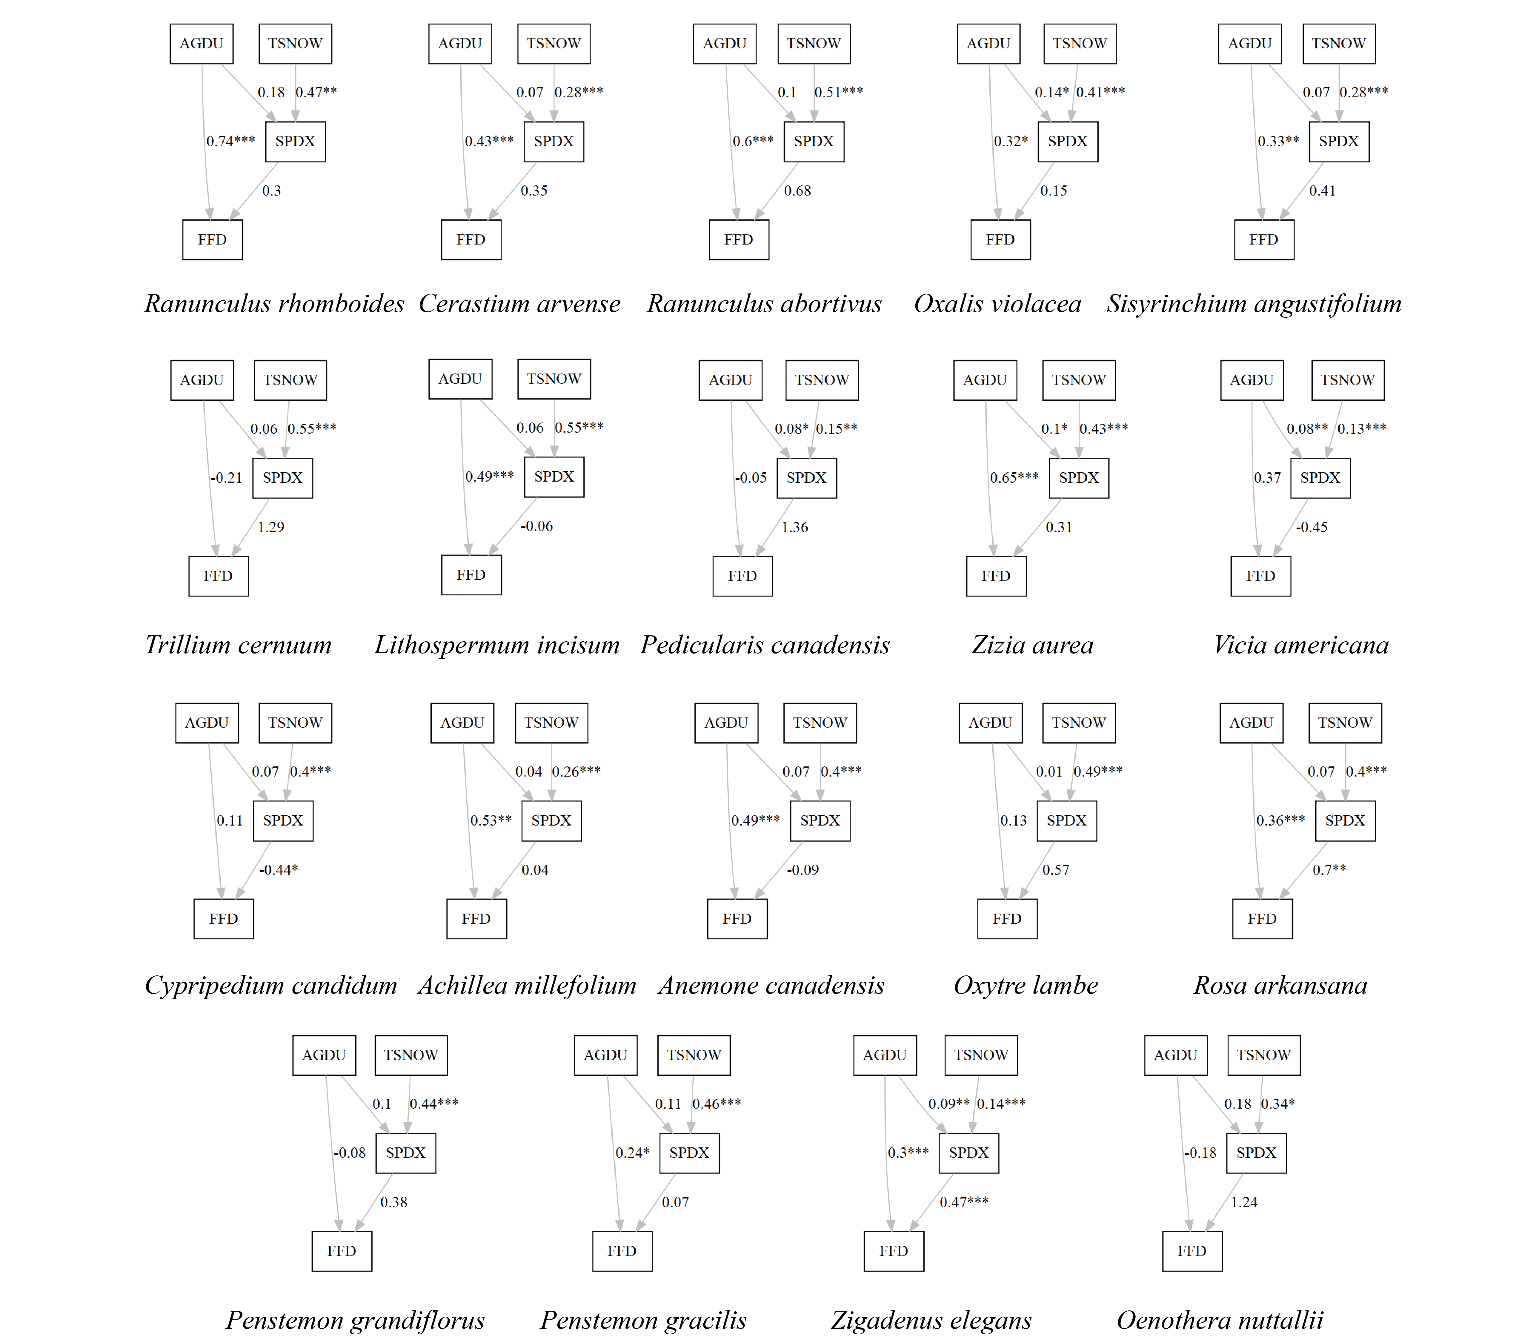 AGDU TSNOW AGDU TSNOW AGDU TSNOW AGDU TSNOW AGDU TSNOW
0.18 0.47** 0.07 0.28*** 0.1 0.51*** 0.14* 0.41*** 0.07 0.28***
0.74*** SPDX 0.43*** SPDX 0.6*** SPDX 0.32* SPDX 0.33** SPDX
0.3 0.35 0.68 0.15 0.41
FFD FFD FFD FFD FFD
Ranunculus rhomboides Cerastium arvense Ranunculus abortivus Oxalis violacea Sisyrinchium angustifolium
AGDU TSNOW AGDU TSNOW AGDU TSNOW AGDU TSNOW AGDU TSNOW
0.06 0.55*** 0.06 0.55*** 0.08* 0.15** 0.1* 0.43*** 0.08** 0.13***
-0.21 SPDX 0.49*** SPDX -0.05 SPDX 0.65*** SPDX 0.37 SPDX
1.29 -0.06 1.36 0.31 -0.45
FFD FFD FFD FFD FFD
Trillium cernuum Lithospermum incisum Pedicularis canadensis Zizia aurea Vicia americana
AGDU TSNOW AGDU TSNOW AGDU TSNOW AGDU TSNOW AGDU TSNOW
0.07 0.4*** 0.04 0.26*** 0.07 0.4*** 0.01 0.49*** 0.07 0.4***
0.11 SPDX 0.53** SPDX 0.49*** SPDX 0.13 SPDX 0.36*** SPDX
-0.44* 0.04 -0.09 0.57 0.7**
FFD FFD FFD FFD FFD
Cypripedium candidum Achillea millefolium Anemone canadensis Oxytre lambe Rosa arkansana
AGDU TSNOW AGDU TSNOW AGDU TSNOW AGDU TSNOW
0.1 0.44*** 0.11 0.46*** 0.09** 0.14*** 0.18 0.34*
-0.08 SPDX 0.24* SPDX 0.3*** SPDX -0.18 SPDX
0.38 0.07 0.47*** 1.24
FFD FFD FFD FFD
Penstemon grandiflorus Penstemon gracilis Zigadenus elegans Oenothera nuttallii